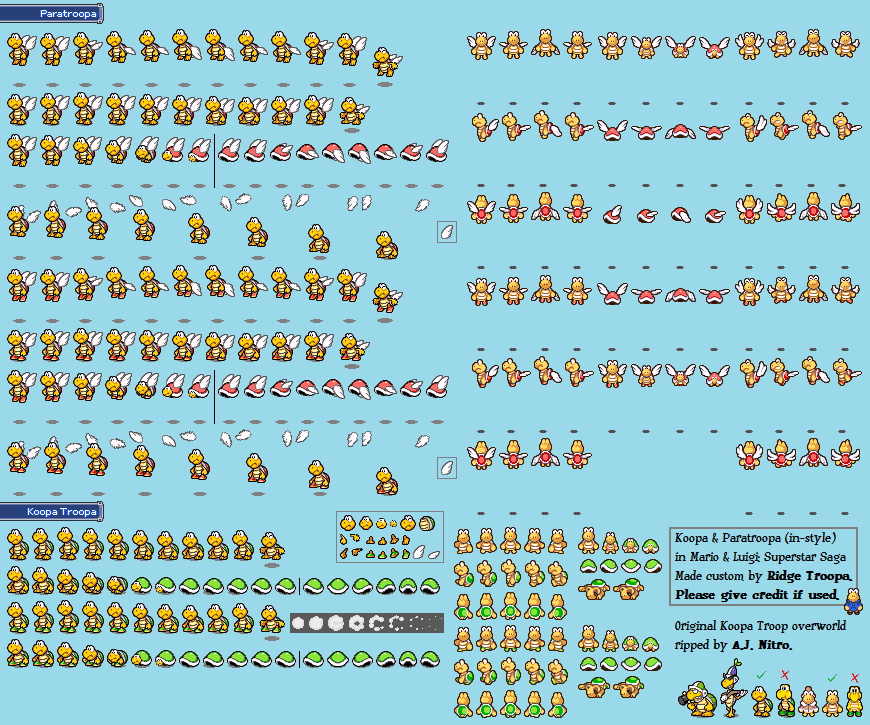 Paratroopa
Koopa Troopa
Koopa & Paratroopa (in-style)
in Mario & Luigi: Superstar Saga
Made custom by Ridge Troopa.
Please give credit if used.
Original Koopa Troop overworld
ripped by A.J. Nitro.